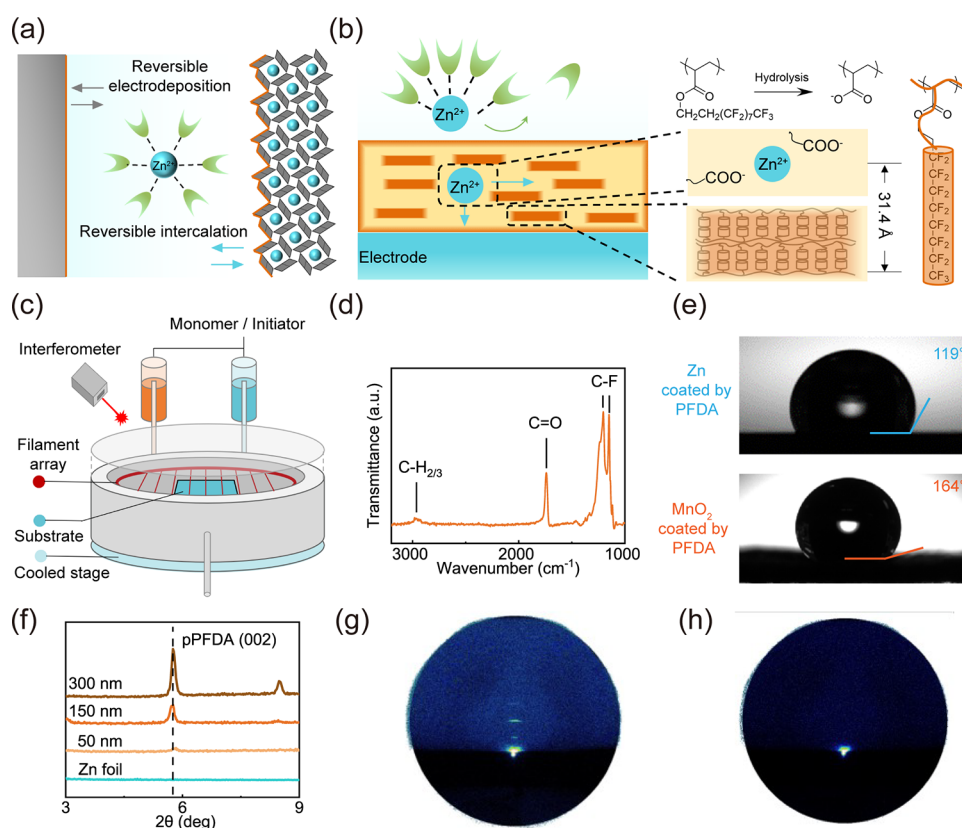 (a)
Reversible
electrodeposition
Zn²⁺
Reversible intercalation
(b)
Zn²⁺
Zn²⁺
Electrode
Hydrolysis
O
O
CH₂CH₂(CF₂)₇CF₃
⁻O
O
COO⁻
Zn²⁺
COO⁻
31.4 Å
O
O
CF₂
CF₂
CF₂
CF₂
CF₂
CF₂
CF₂
CF₃
(c)
Monomer / Initiator
Interferometer
Filament
array
Substrate
Cooled stage
(d)
Transmittance (a.u.)
C-H₂/₃
C=O
C-F
3000
2000
1000
Wavenumber (cm⁻¹)
(e)
Zn
coated by
PFDA
119°
MnO₂
coated by
PFDA
164°
(f)
pPFDA (002)
300 nm
150 nm
50 nm
Zn foil
3
6
9
2θ (deg)
(g)
(h)